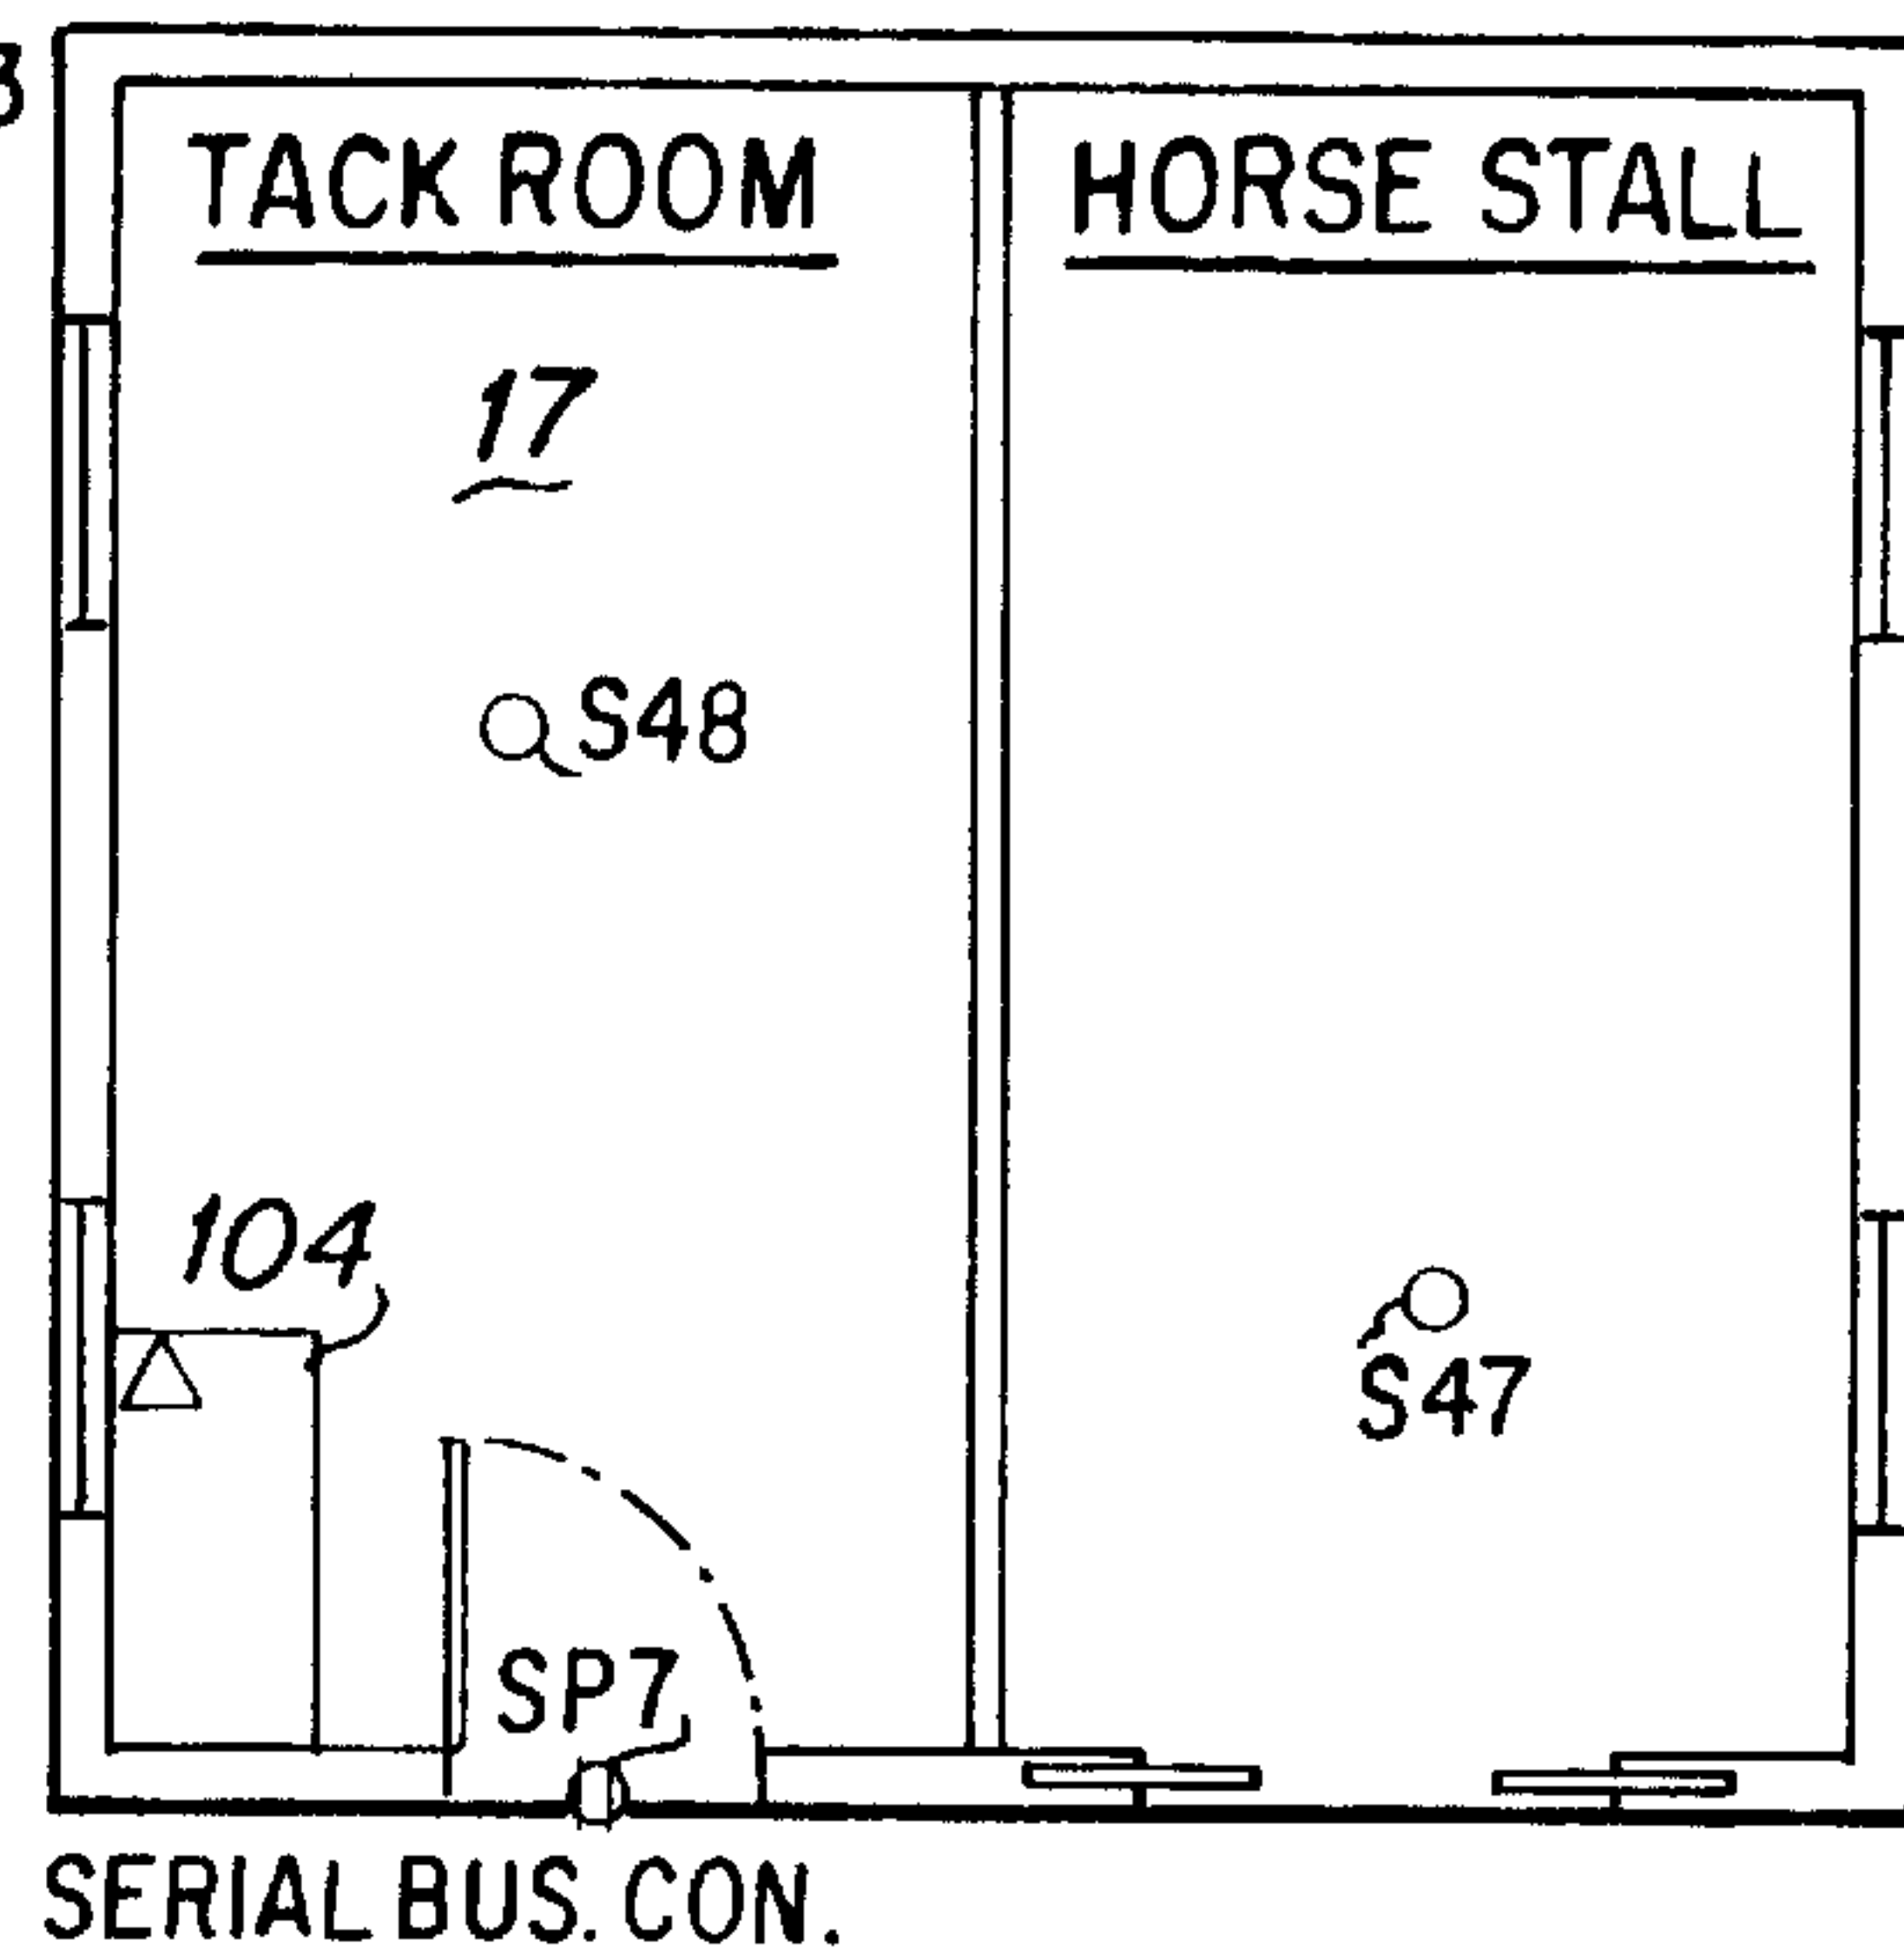 3
TACK ROOM
HORSE STALL
17
S48
104
S47
SP7
SERIAL BUS. CON.